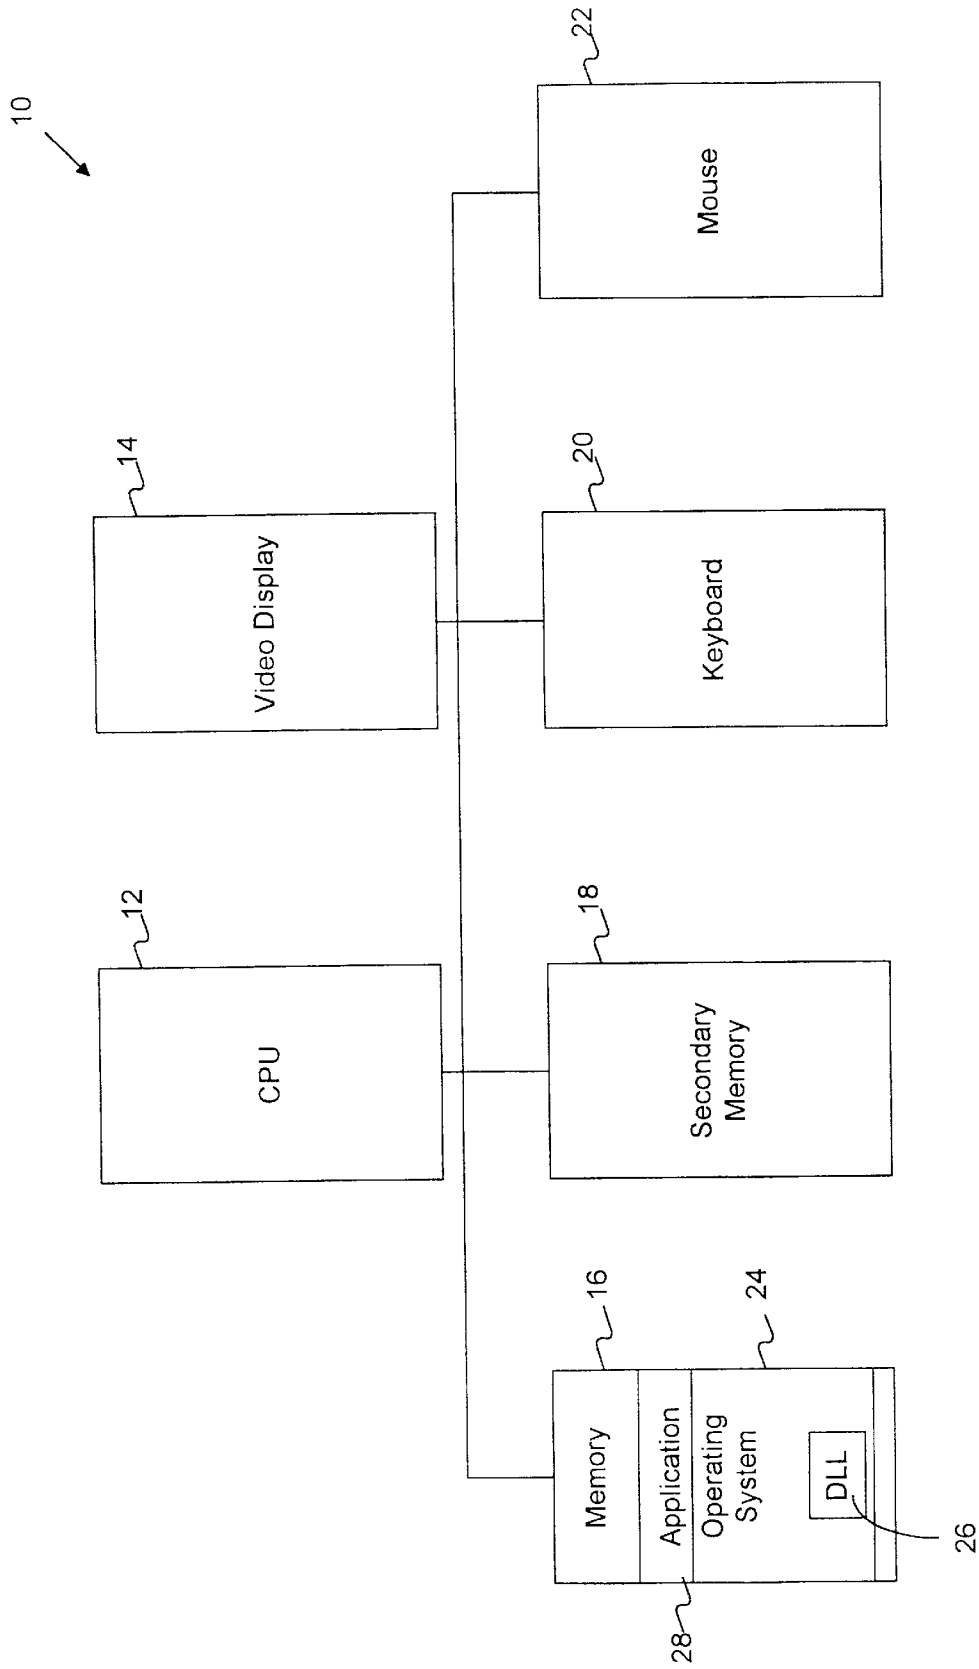 10
12
CPU
14
Video Display
16
Memory
28
Application
Operating
System
24
DLL
26
18
Secondary
Memory
20
Keyboard
22
Mouse